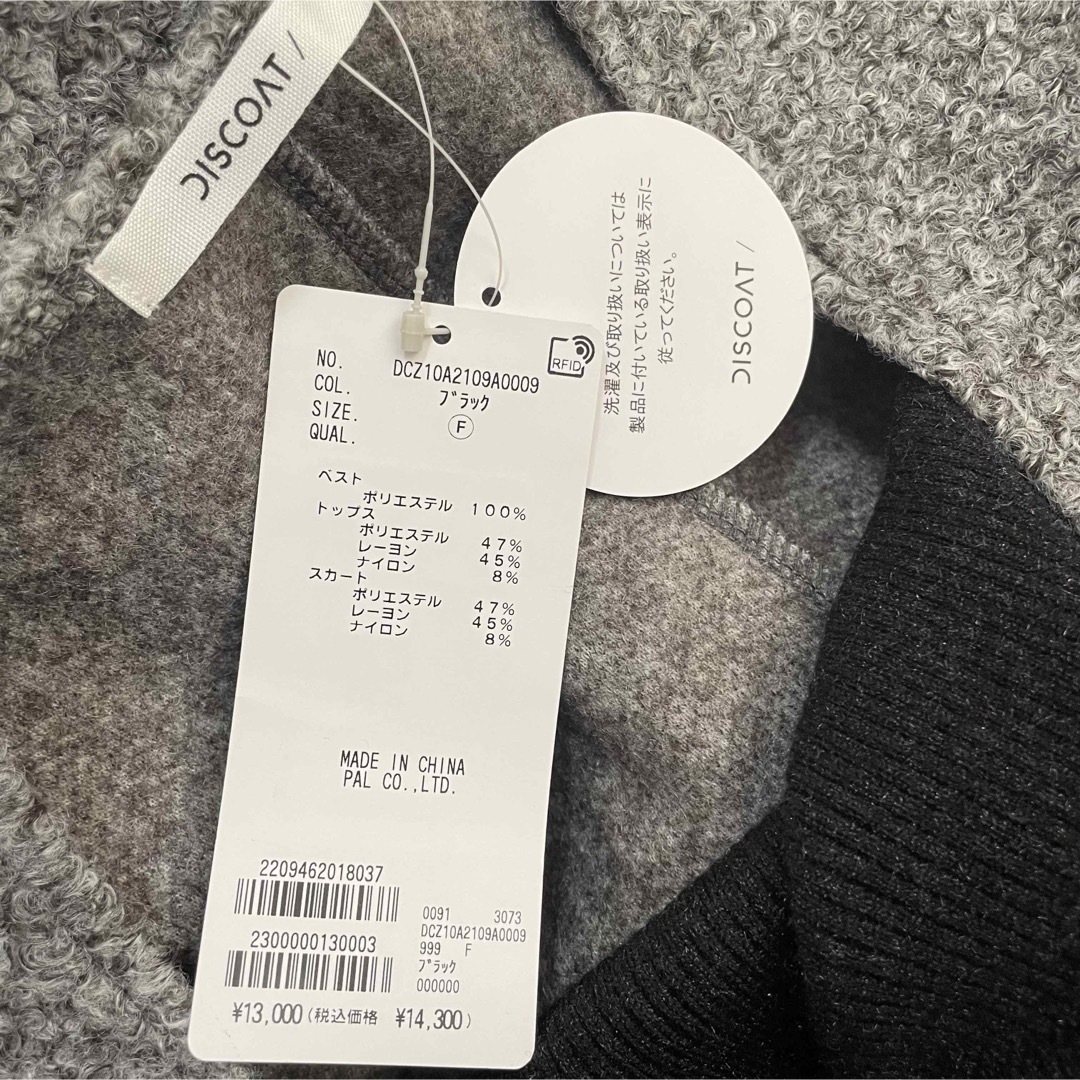 DISCOAT /
洗濯及び取り扱いについては
製品に付いている取り扱い表示に
従ってください。
DISCOAT /
RFID
NO. DCZ10A2109A0009
COL. ﾌﾞﾗｯｸ
SIZE. F
QUAL.
ベスト
ポリエステル 100%
トップス
ポリエステル 47%
レーヨン 45%
ナイロン 8%
スカート
ポリエステル 47%
レーヨン 45%
ナイロン 8%
MADE IN CHINA
PAL CO.,LTD.
2209462018037
2300000130003
0091 3073
DCZ10A2109A0009
999 F
ﾌﾞﾗｯｸ
000000
¥13,000(税込価格 ¥14,300)